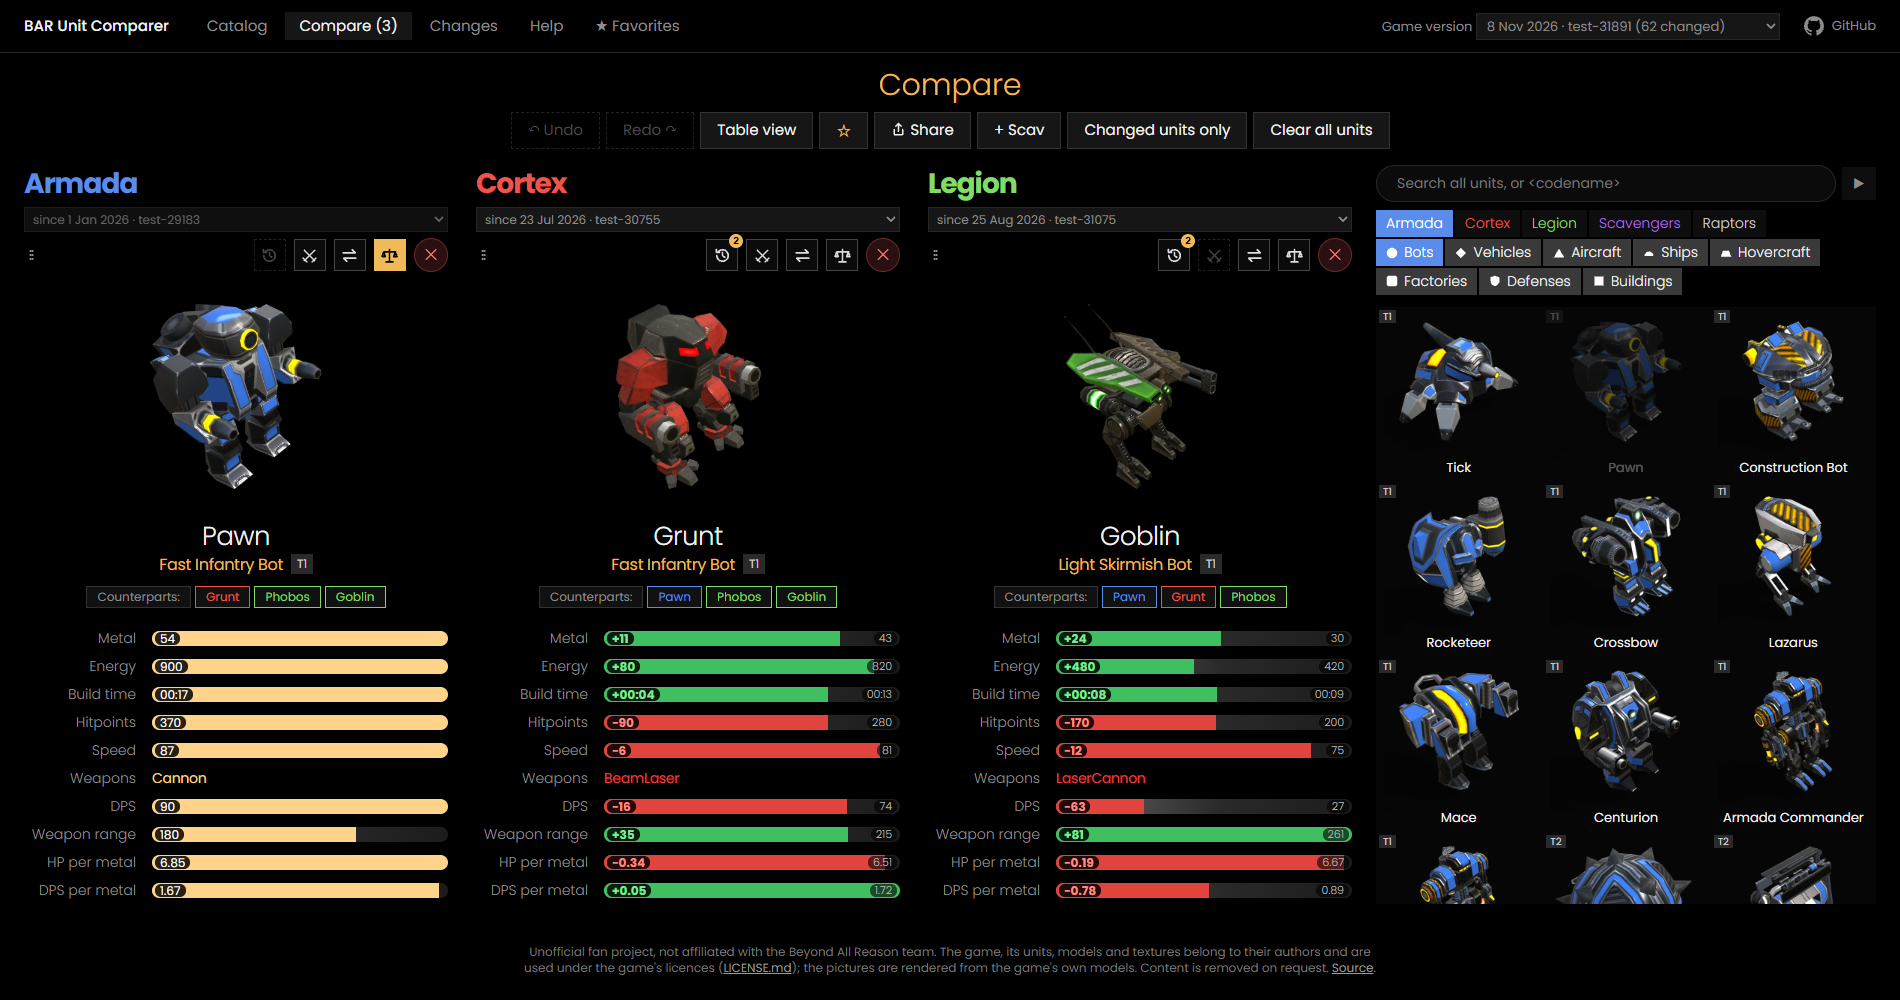 BAR Unit Comparer Catalog Compare (3) Changes Help ★ Favorites Game version 8 Nov 2026 · test-31891 (62 changed) GitHub
Compare
↶ Undo Redo ↷ Table view ☆ Share + Scav Changed units only Clear all units
Armada Cortex Legion
Search all units, or <codename>
since 1 Jan 2026 · test-29183 since 23 Jul 2026 · test-30755 since 25 Aug 2026 · test-31075
Armada Cortex Legion Scavengers Raptors
2 2
Bots Vehicles Aircraft Ships Hovercraft
Factories Defenses Buildings
T1 T1 T1
Tick Pawn Construction Bot
T1 T1 T1
Rocketeer Crossbow Lazarus
T1 T1 T1
Mace Centurion Armada Commander
T1 T2 T2
Pawn Grunt Goblin
Fast Infantry Bot T1 Fast Infantry Bot T1 Light Skirmish Bot T1
Counterparts: Grunt Phobos Goblin Counterparts: Pawn Phobos Goblin Counterparts: Pawn Grunt Phobos
Metal 54 Metal +11 43 Metal +24 30
Energy 900 Energy +80 820 Energy +480 420
Build time 00:17 Build time +00:04 00:13 Build time +00:08 00:09
Hitpoints 370 Hitpoints -90 280 Hitpoints -170 200
Speed 87 Speed -6 81 Speed -12 75
Weapons Cannon Weapons BeamLaser Weapons LaserCannon
DPS 90 DPS -16 74 DPS -63 27
Weapon range 180 Weapon range +35 215 Weapon range +81 261
HP per metal 6.85 HP per metal -0.34 6.51 HP per metal -0.19 6.67
DPS per metal 1.67 DPS per metal +0.05 1.72 DPS per metal -0.78 0.89
Unofficial fan project, not affiliated with the Beyond All Reason team. The game, its units, models and textures belong to their authors and are
used under the game's licences (LICENSE.md); the pictures are rendered from the game's own models. Content is removed on request. Source.